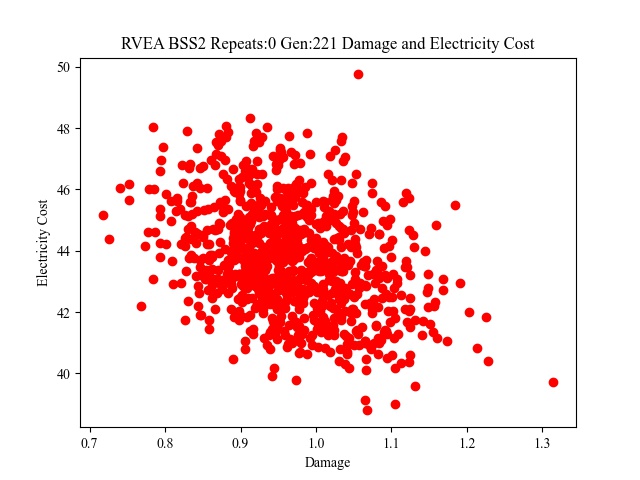 RVEA BSS2 Repeats:0 Gen:221 Damage and Electricity Cost
50
48
46
44
42
40
Electricity Cost
0.7 0.8 0.9 1.0 1.1 1.2 1.3
Damage